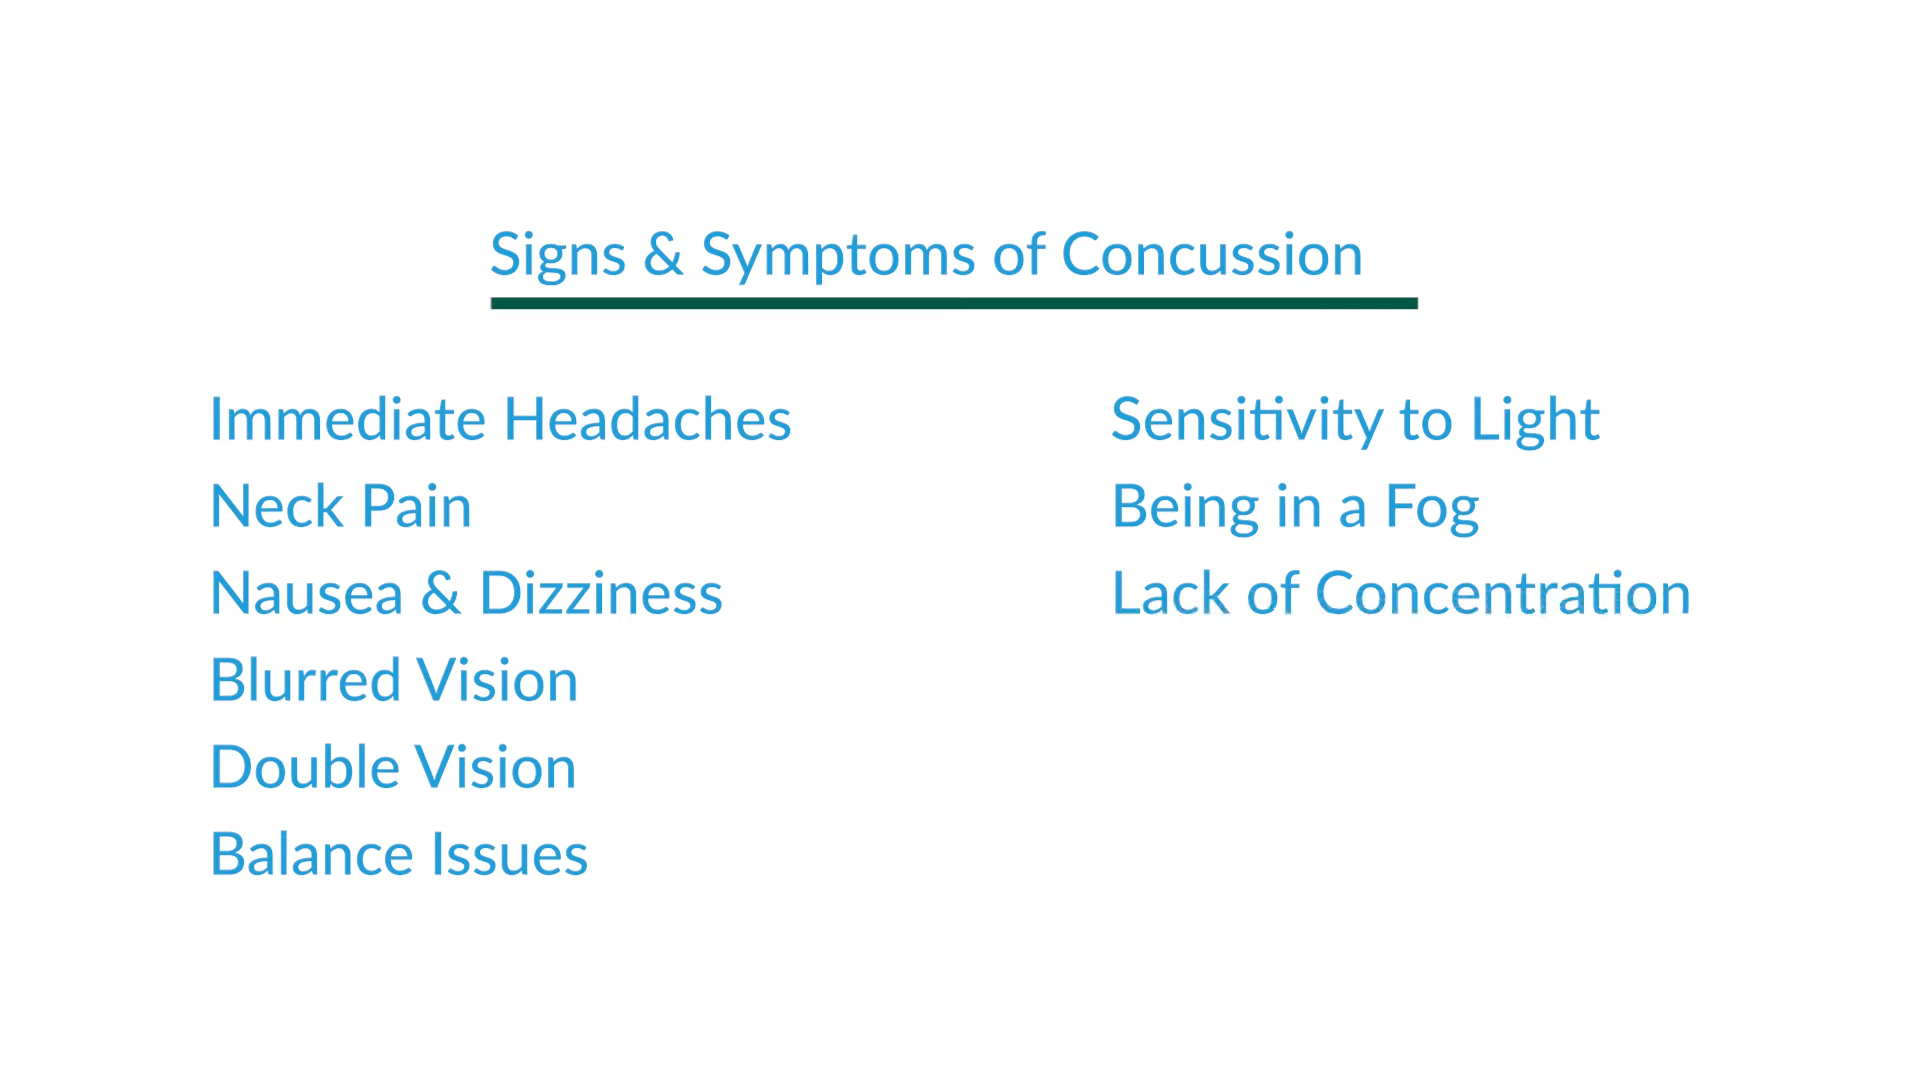 Signs & Symptoms of Concussion
Immediate Headaches
Neck Pain
Nausea & Dizziness
Blurred Vision
Double Vision
Balance Issues
Sensitivity to Light
Being in a Fog
Lack of Concentration